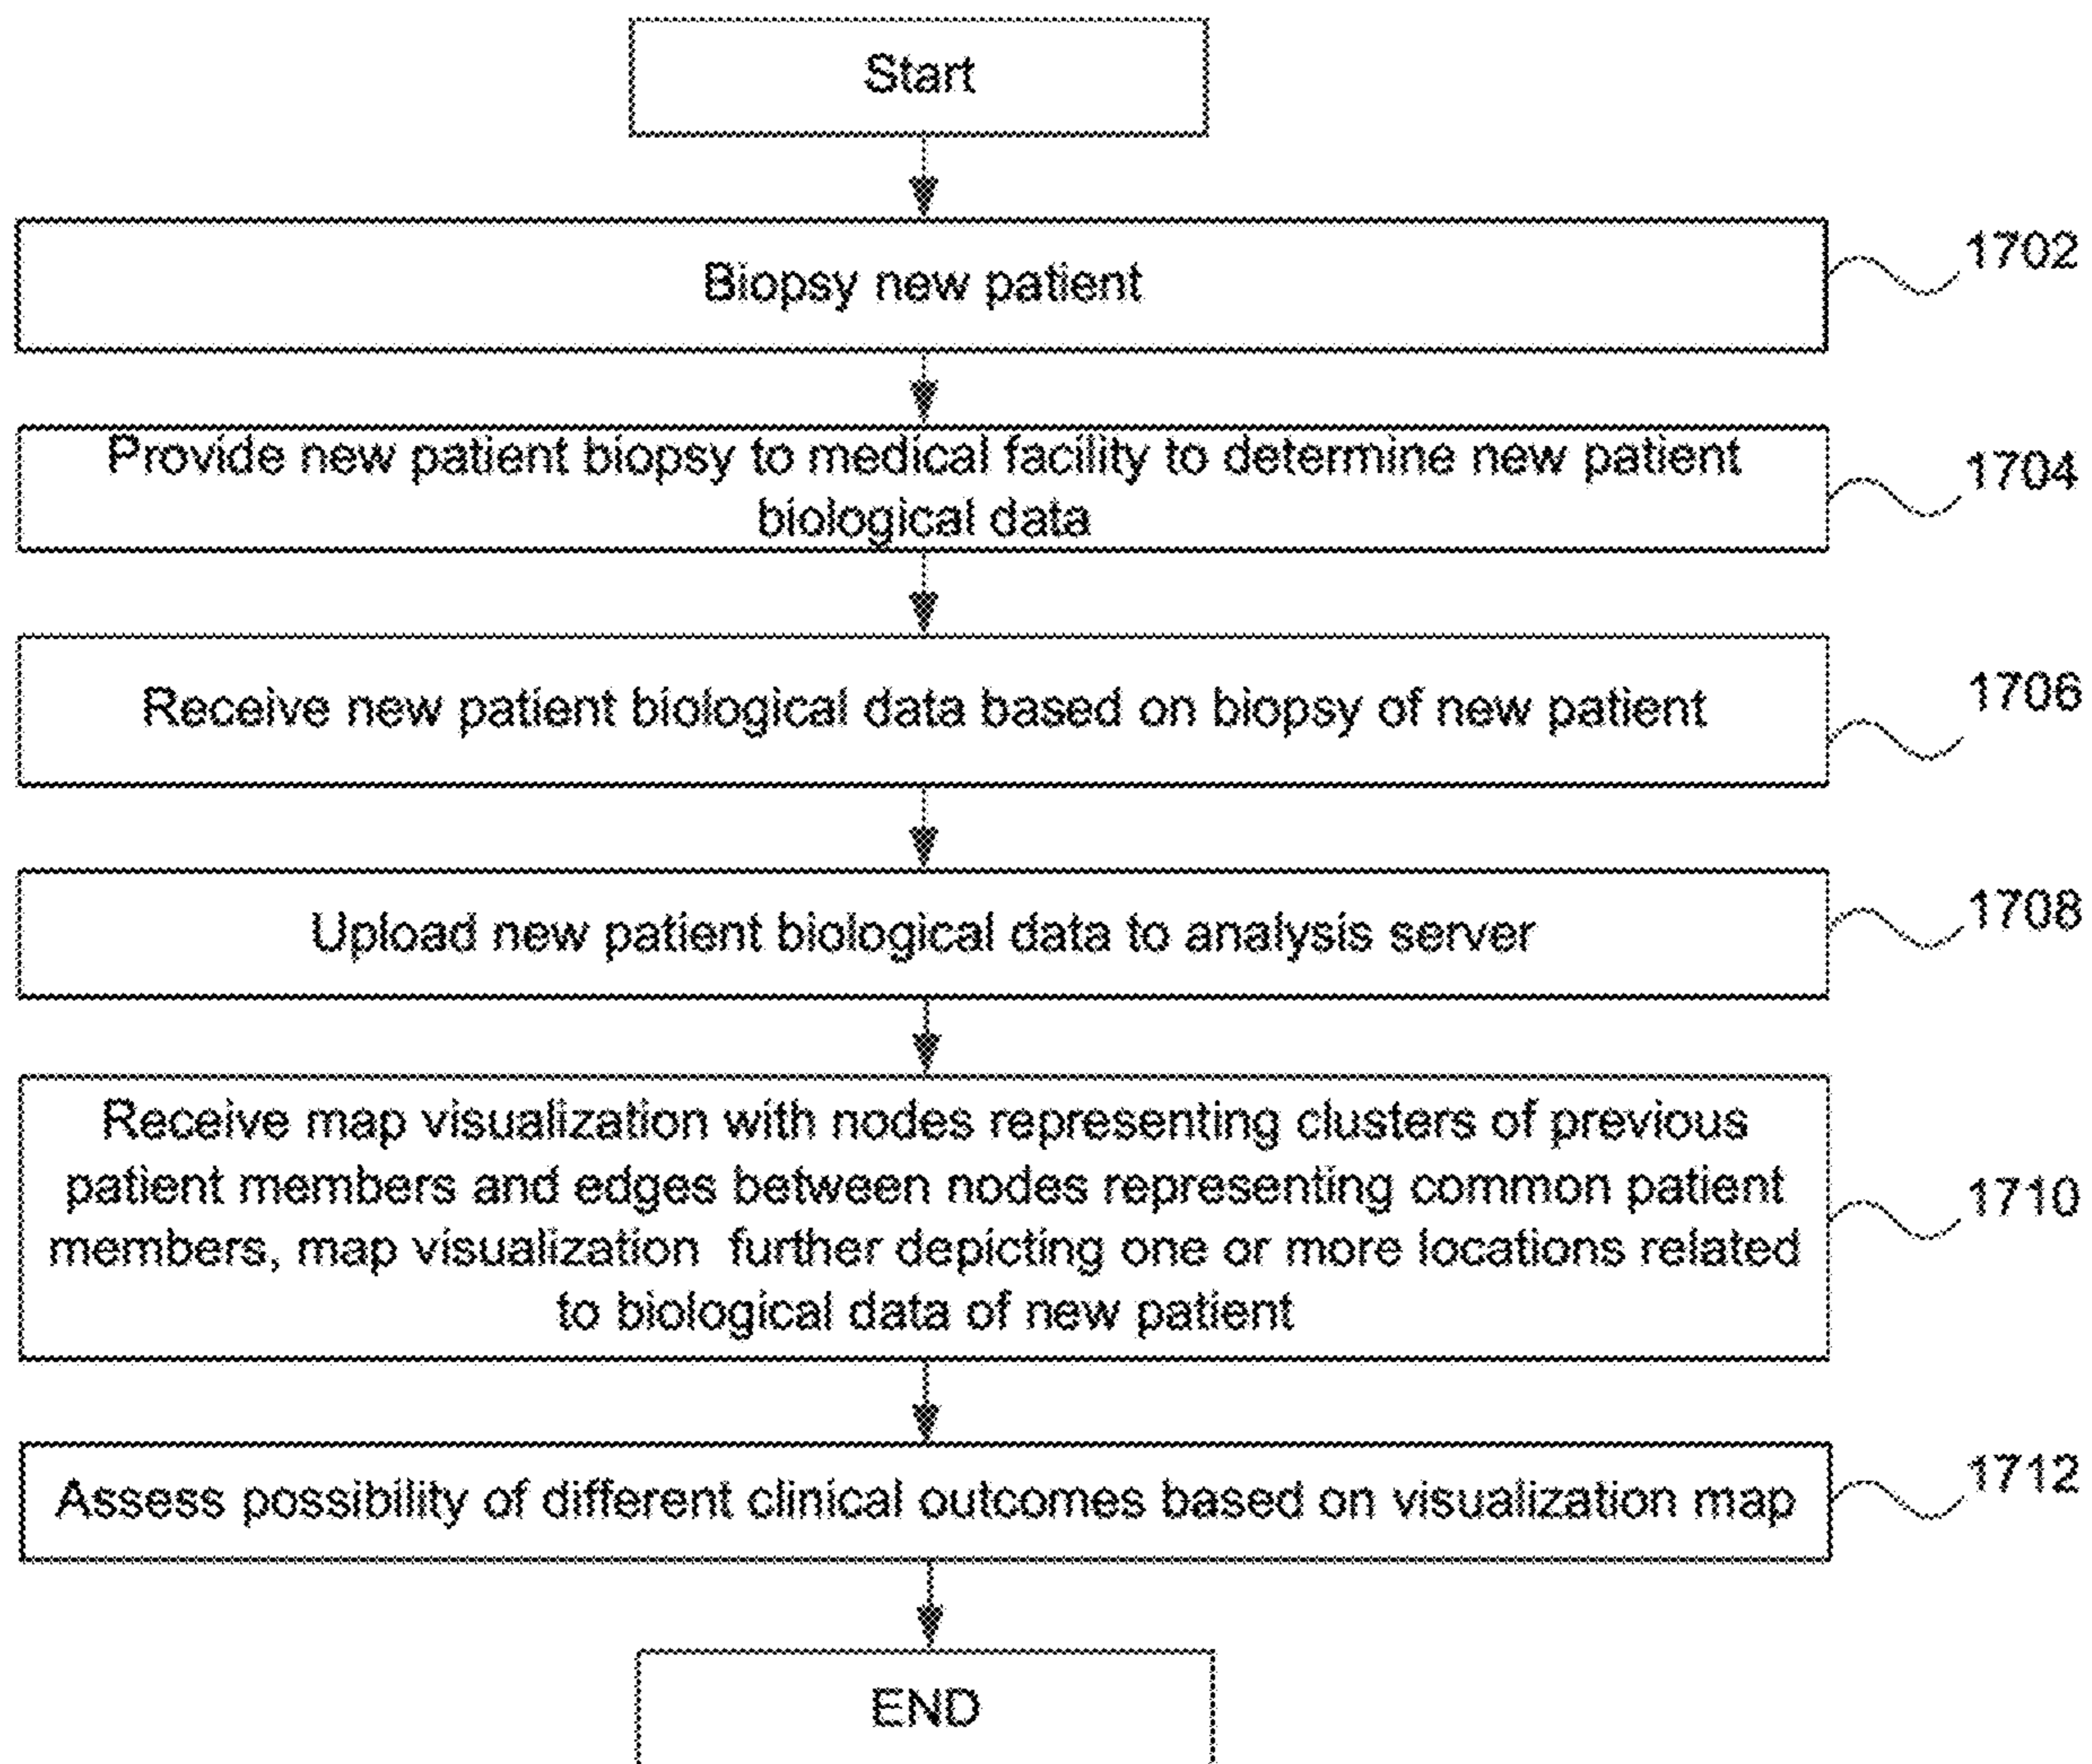 Start
Biopsy new patient
1702
Provide new patient biopsy to medical facility to determine new patient
biological data
1704
Receive new patient biological data based on biopsy of new patient
1706
Upload new patient biological data to analysis server
1708
Receive map visualization with nodes representing clusters of previous
patient members and edges between nodes representing common patient
members, map visualization further depicting one or more locations related
to biological data of new patient
1710
Assess possibility of different clinical outcomes based on visualization map
1712
END